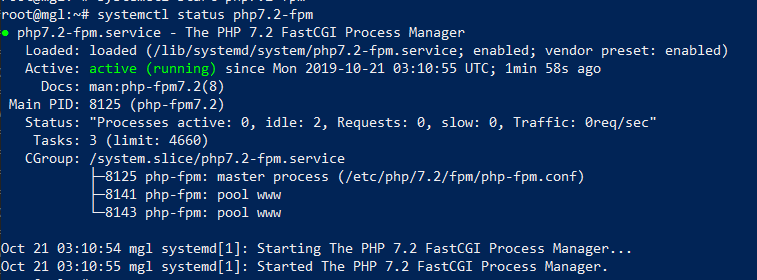 root@mgl:~# systemctl status php7.2-fpm
● php7.2-fpm.service - The PHP 7.2 FastCGI Process Manager
   Loaded: loaded (/lib/systemd/system/php7.2-fpm.service; enabled; vendor preset: enabled)
   Active: active (running) since Mon 2019-10-21 03:10:55 UTC; 1min 58s ago
     Docs: man:php-fpm7.2(8)
 Main PID: 8125 (php-fpm7.2)
   Status: "Processes active: 0, idle: 2, Requests: 0, slow: 0, Traffic: 0req/sec"
    Tasks: 3 (limit: 4660)
   CGroup: /system.slice/php7.2-fpm.service
           ├─8125 php-fpm: master process (/etc/php/7.2/fpm/php-fpm.conf)
           ├─8141 php-fpm: pool www
           └─8143 php-fpm: pool www
Oct 21 03:10:54 mgl systemd[1]: Starting The PHP 7.2 FastCGI Process Manager...
Oct 21 03:10:55 mgl systemd[1]: Started The PHP 7.2 FastCGI Process Manager.